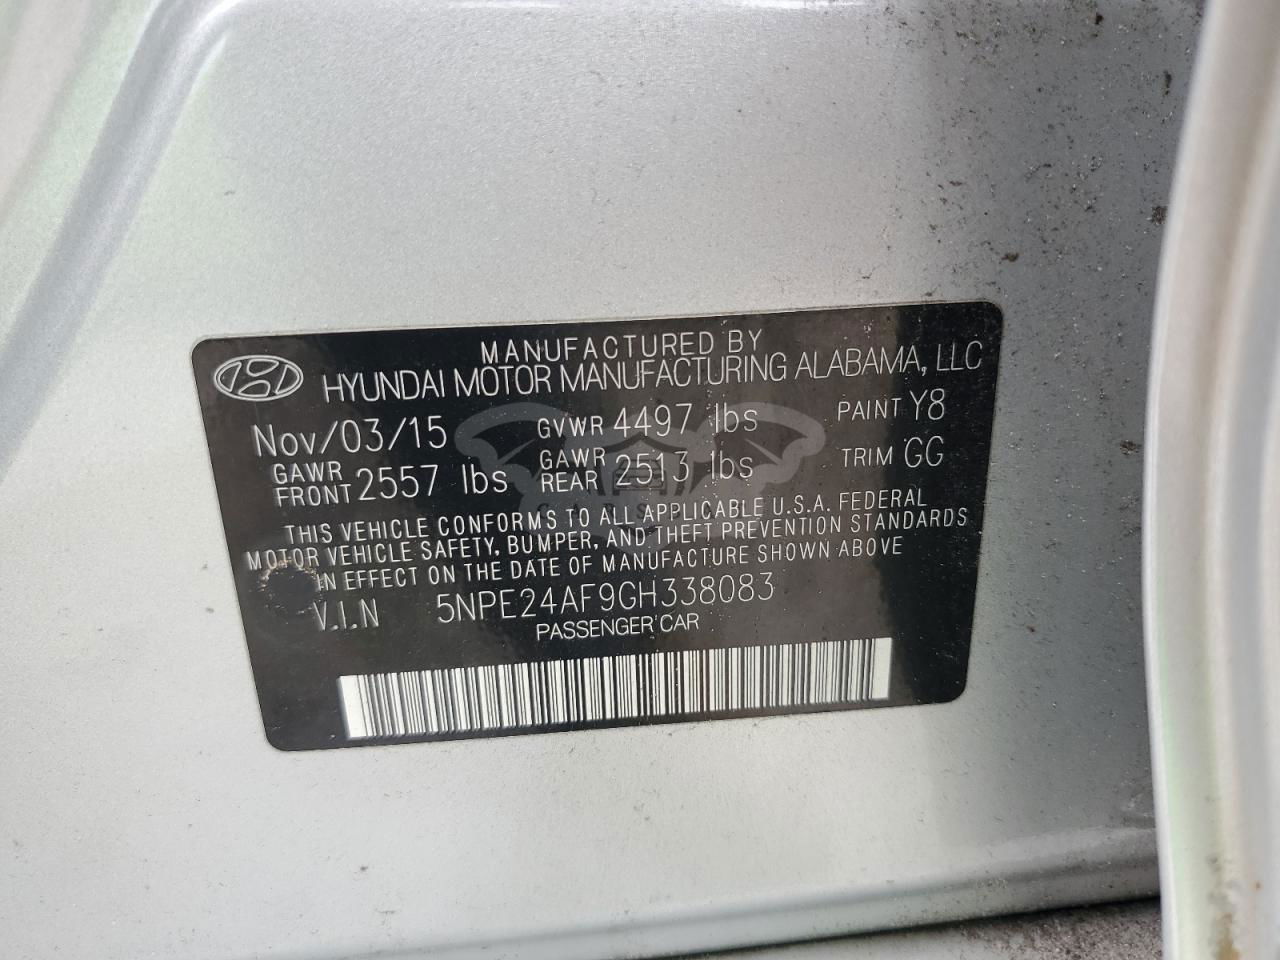 MANUFACTURED BY
HYUNDAI MOTOR MANUFACTURING ALABAMA, LLC
Nov/03/15 GVWR 4497 lbs PAINT Y8
GAWR FRONT 2557 lbs GAWR REAR 2513 lbs TRIM GG
THIS VEHICLE CONFORMS TO ALL APPLICABLE U.S.A. FEDERAL
MOTOR VEHICLE SAFETY, BUMPER, AND THEFT PREVENTION STANDARDS
IN EFFECT ON THE DATE OF MANUFACTURE SHOWN ABOVE
V.I.N 5NPE24AF9GH338083
PASSENGER CAR